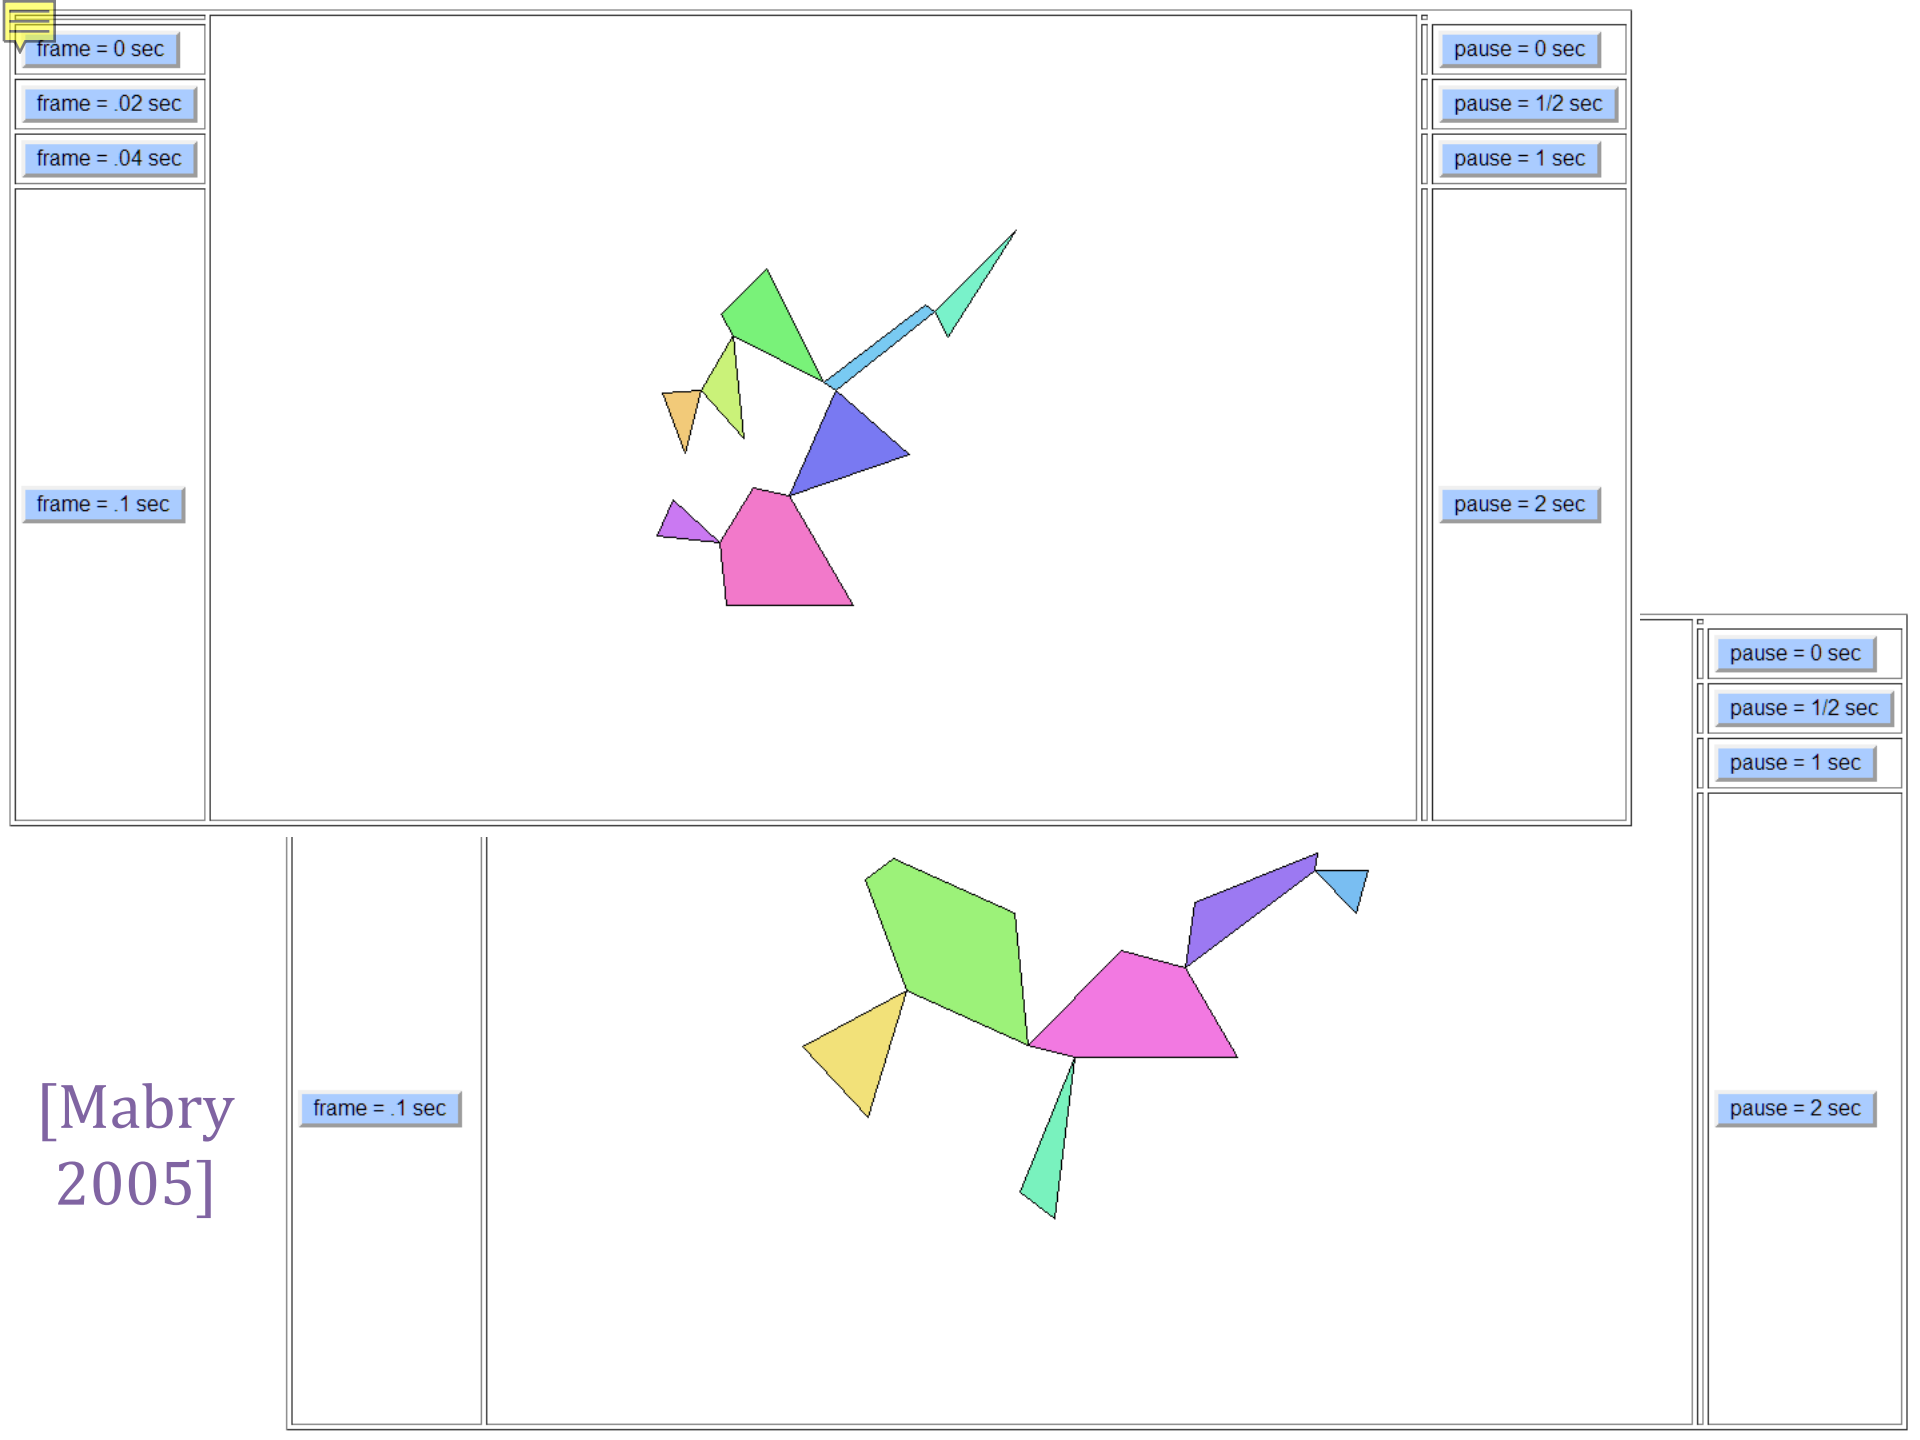 frame = 0 sec
frame = .02 sec
frame = .04 sec
frame = .1 sec
pause = 0 sec
pause = 1/2 sec
pause = 1 sec
pause = 2 sec
pause = 0 sec
pause = 1/2 sec
pause = 1 sec
pause = 2 sec
frame = .1 sec
[Mabry
2005]